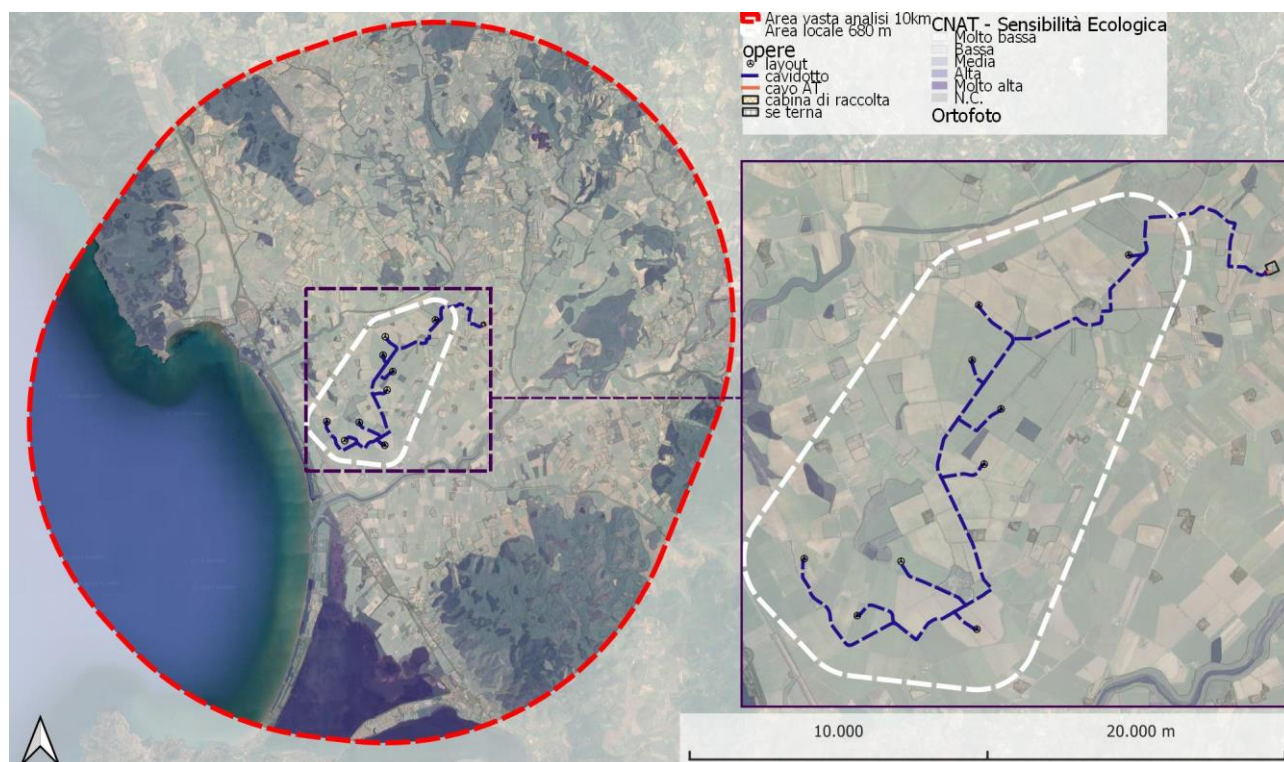 Area vasta analisi 10km
Area locale 680 m
opere
layout
cavidotto
cavo AT
cabina di raccolta
se terna
CNAT - Sensibilità Ecologica
Molto bassa
Bassa
Media
Alta
Molto alta
N.C.
Ortofoto
10.000
20.000 m